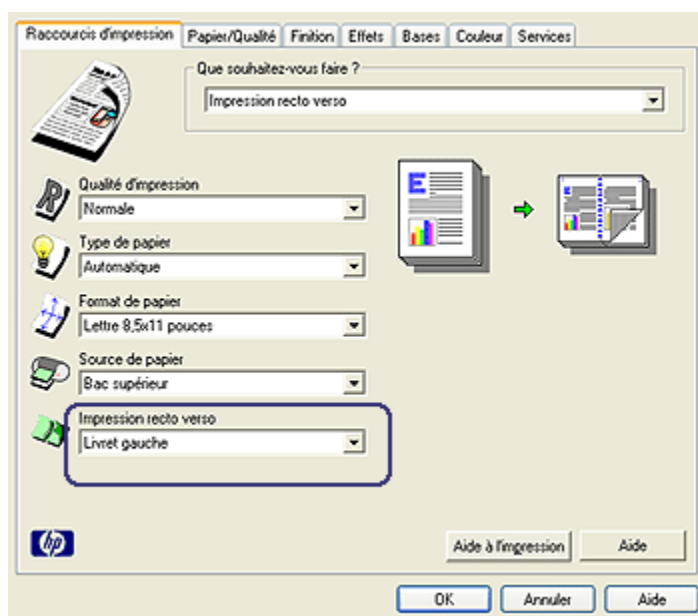 Raccourcis d'impression Papier/Qualité Finition Effets Bases Couleur Services
Que souhaitez-vous faire ?
Impression recto verso
Qualité d'impression
Normale
Type de papier
Automatique
Format de papier
Lettre 8,5x11 pouces
Source de papier
Bac supérieur
Impression recto verso
Livret gauche
hp
Aide à l'impression Aide
OK Annuler Aide